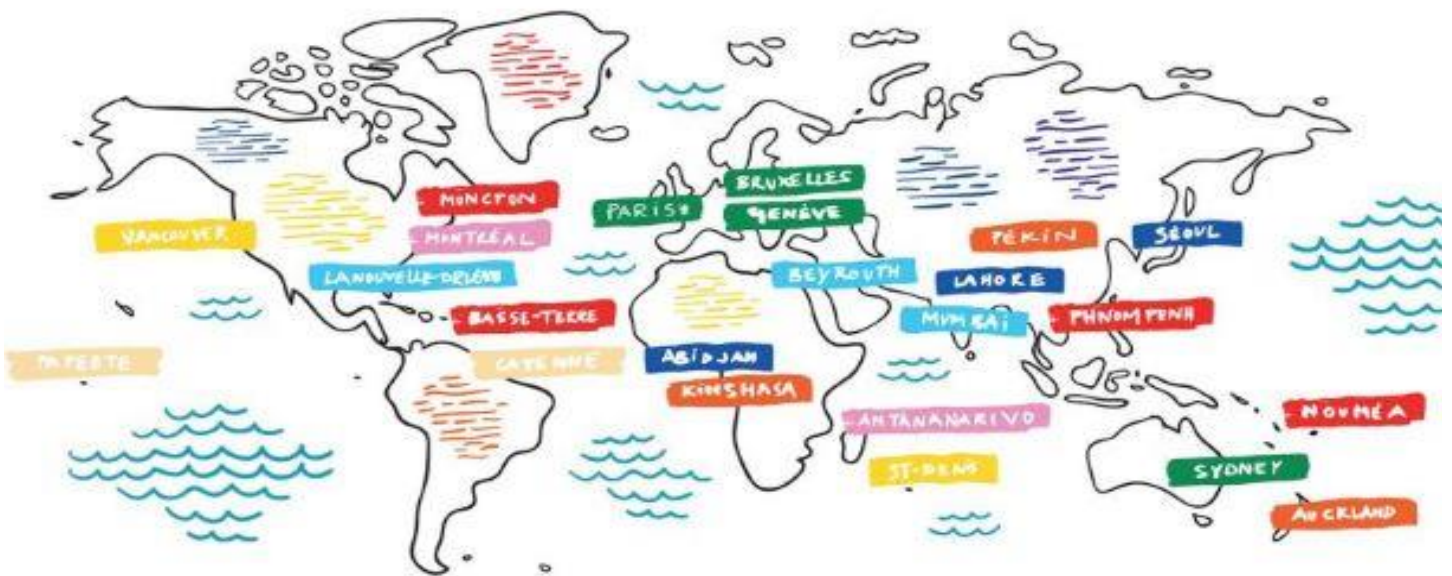 BRUXELLES
MONCTON
PARIS
GENÈVE
VANCOUVER
MONTRÉAL
PÉKIN
SÉOUL
LA NOUVELLE-ORLÉANS
BEYROUTH
LAHORE
BASSE-TERRE
MUMBAÏ
PHNOM PENH
PAPEETE
CAYENNE
ABIDJAN
KINSHASA
NOUMÉA
ANTANANARIVO
ST-DENIS
SYDNEY
AUCKLAND